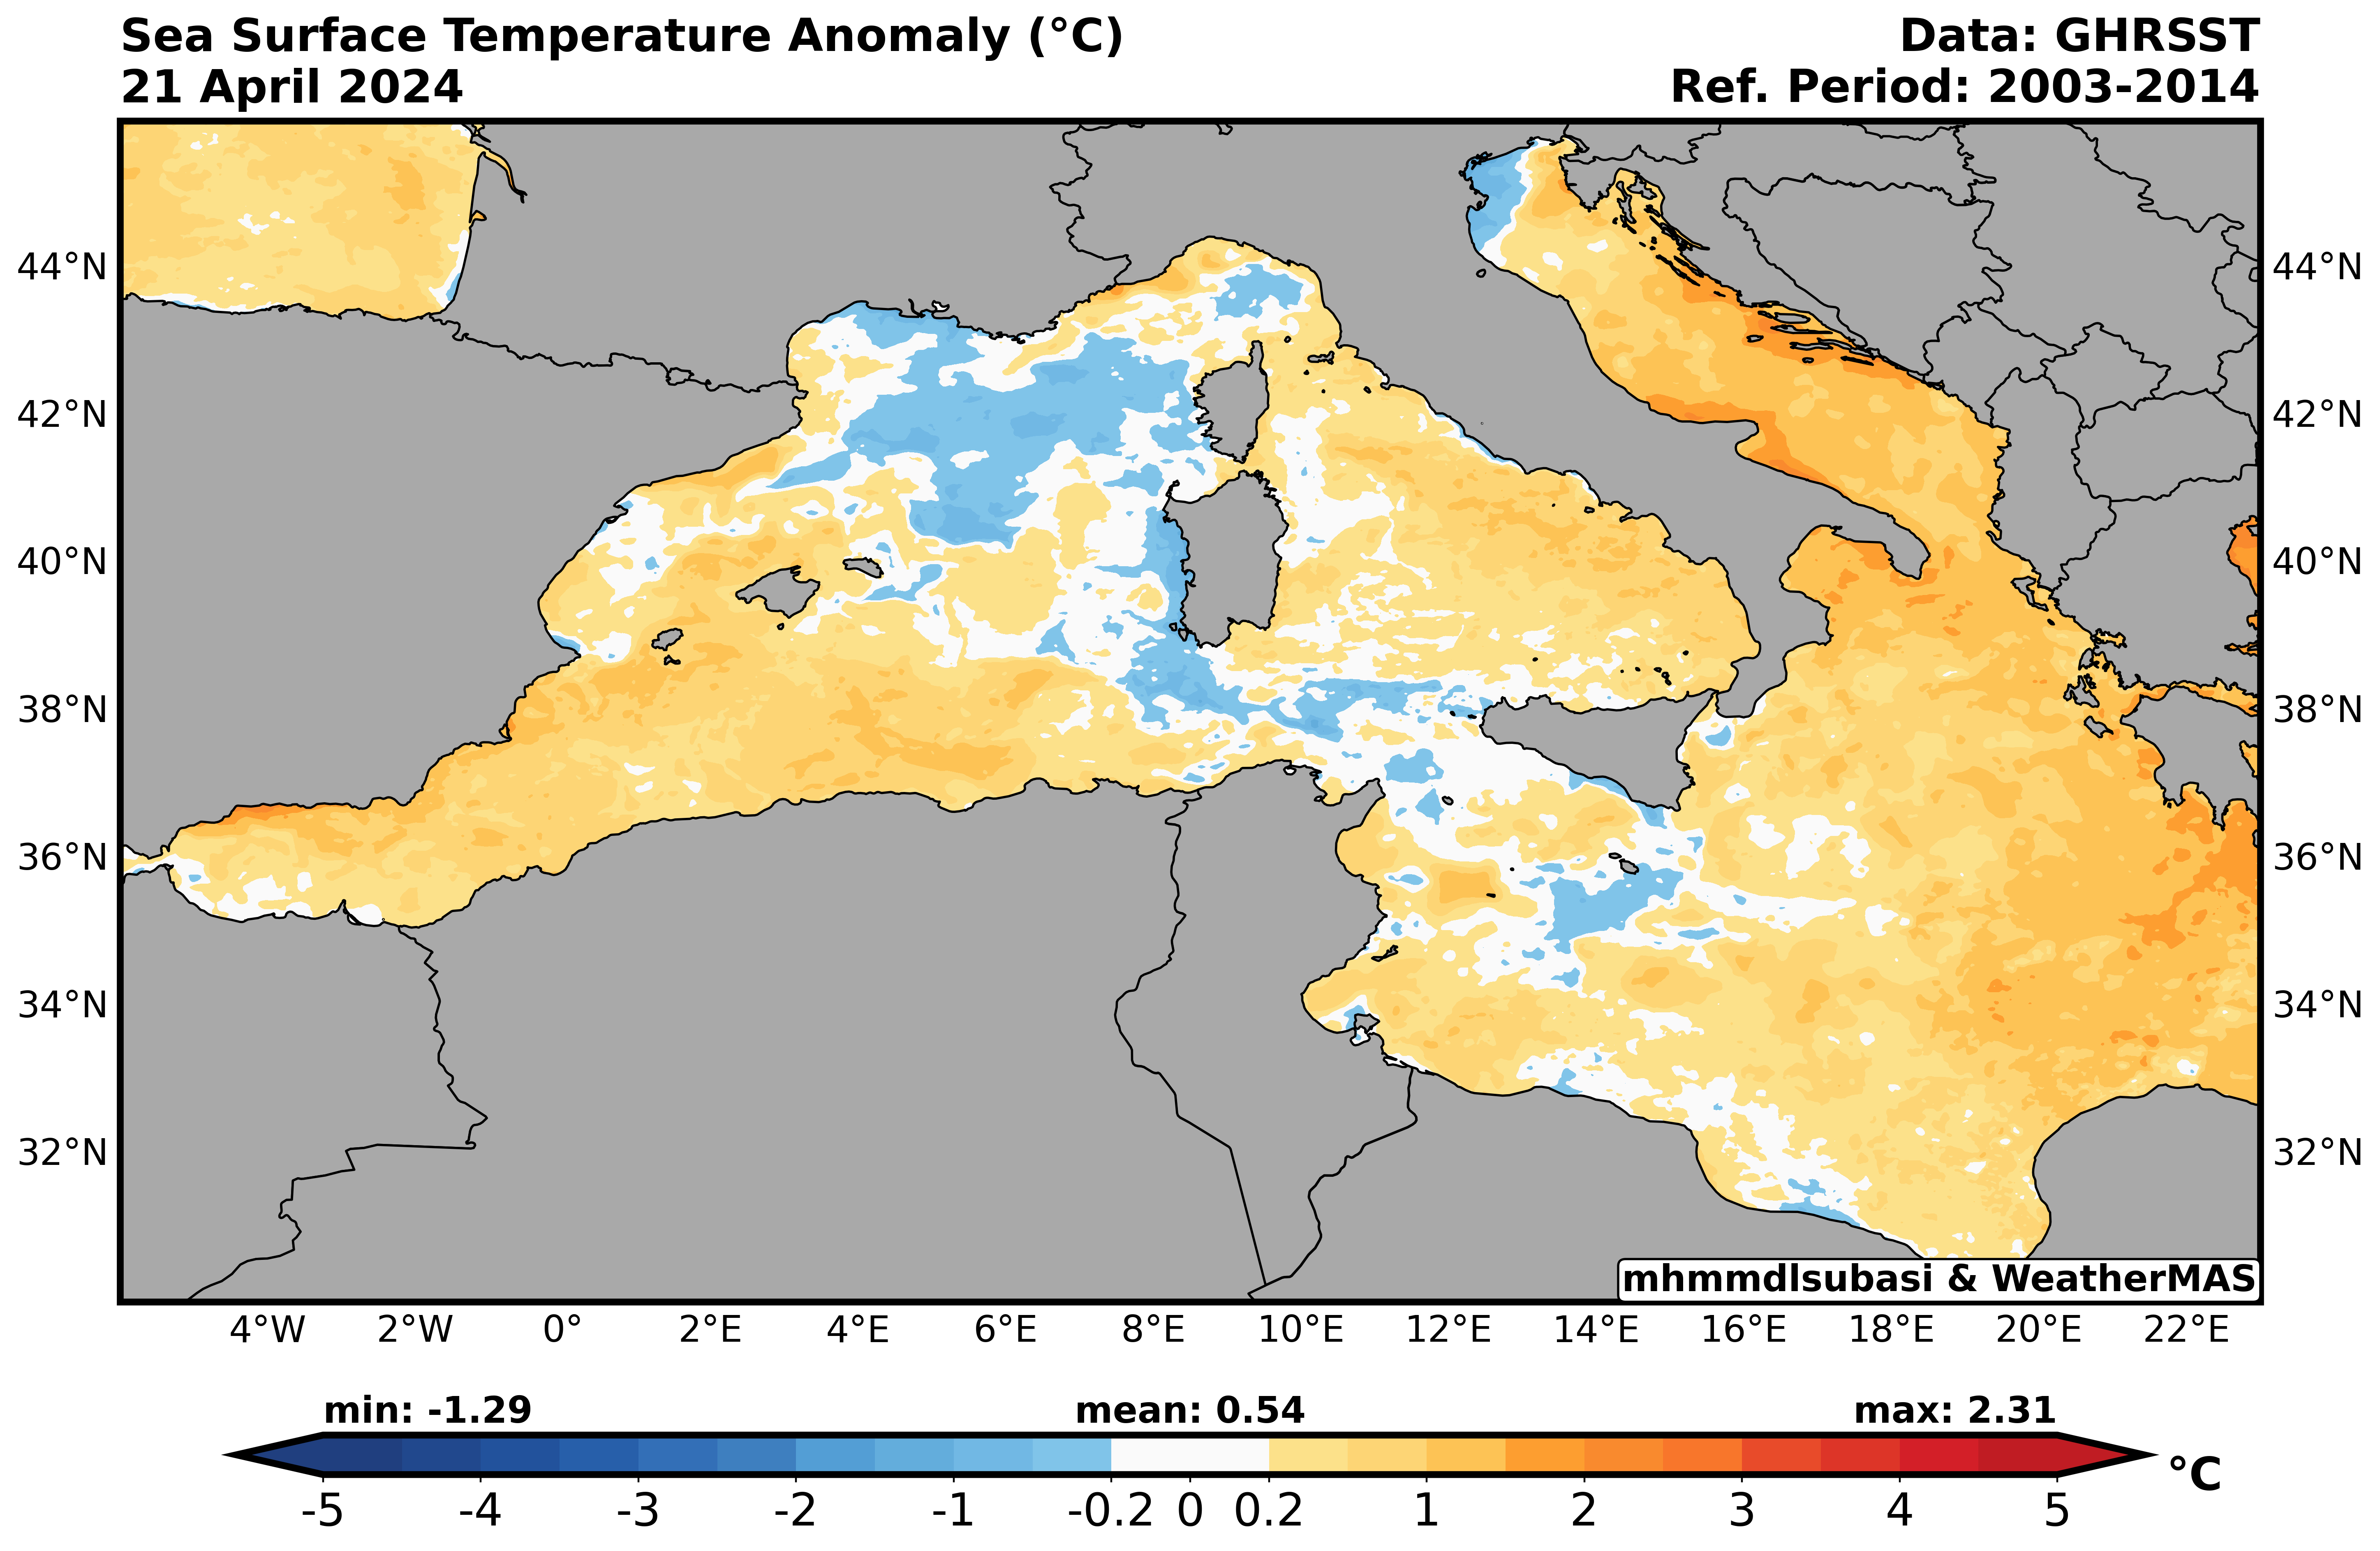 Sea Surface Temperature Anomaly (°C)
21 April 2024
Data: GHRSST
Ref. Period: 2003-2014
44°N
42°N
40°N
38°N
36°N
34°N
32°N
44°N
42°N
40°N
38°N
36°N
34°N
32°N
mhmmdlsubasi & WeatherMAS
4°W 2°W 0° 2°E 4°E 6°E 8°E 10°E 12°E 14°E 16°E 18°E 20°E 22°E
min: -1.29 mean: 0.54 max: 2.31
°C
-5 -4 -3 -2 -1 -0.2 0 0.2 1 2 3 4 5